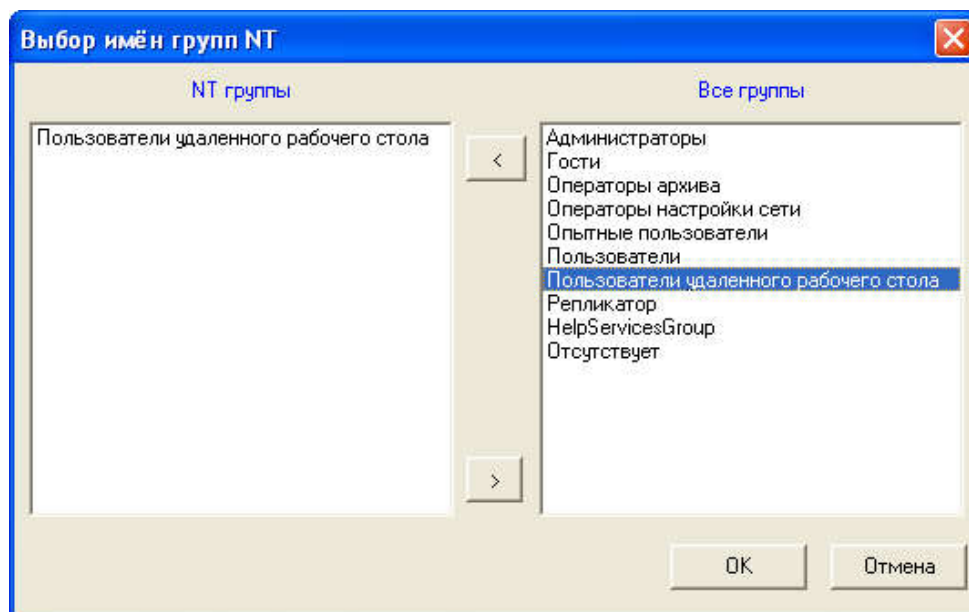 Выбор имён групп NT
NT группы
Все группы
Пользователи удаленного рабочего стола
<
>
Администраторы
Гости
Операторы архива
Операторы настройки сети
Опытные пользователи
Пользователи
Пользователи удаленного рабочего стола
Репликатор
HelpServicesGroup
Отсутствует
OK
Отмена